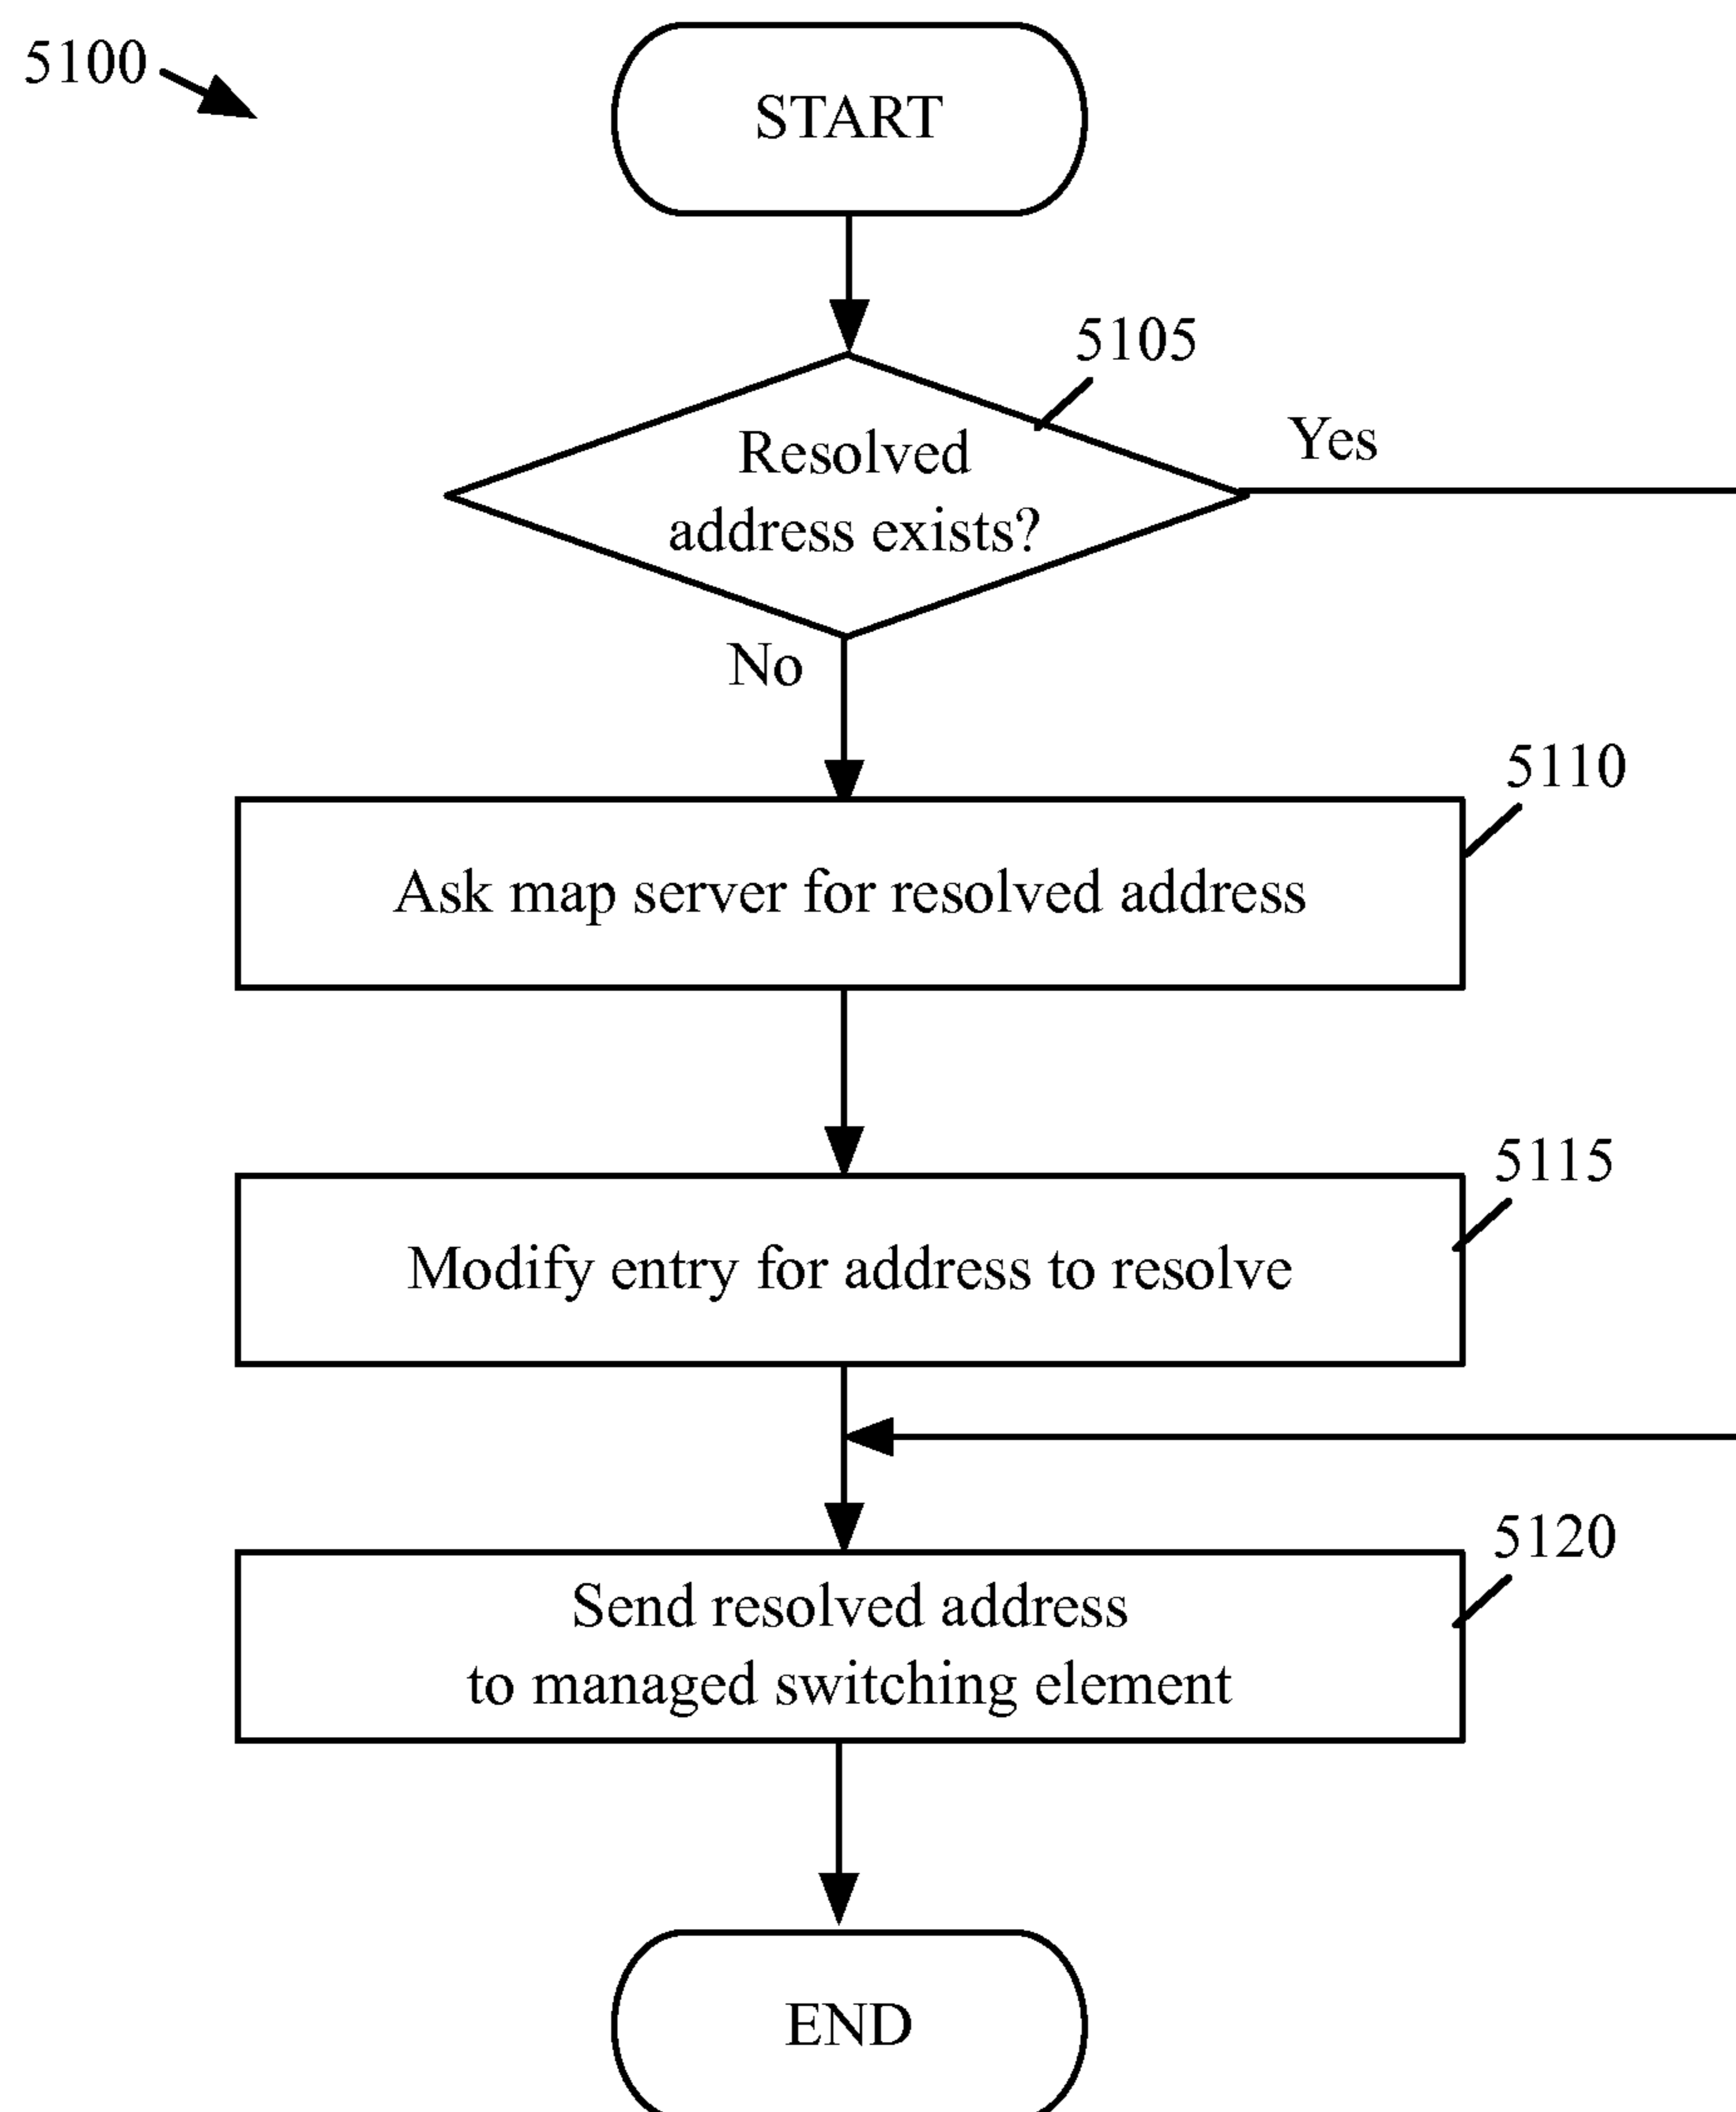 5100
START
5105
Resolved
address exists?
Yes
No
5110
Ask map server for resolved address
5115
Modify entry for address to resolve
5120
Send resolved address
to managed switching element
END